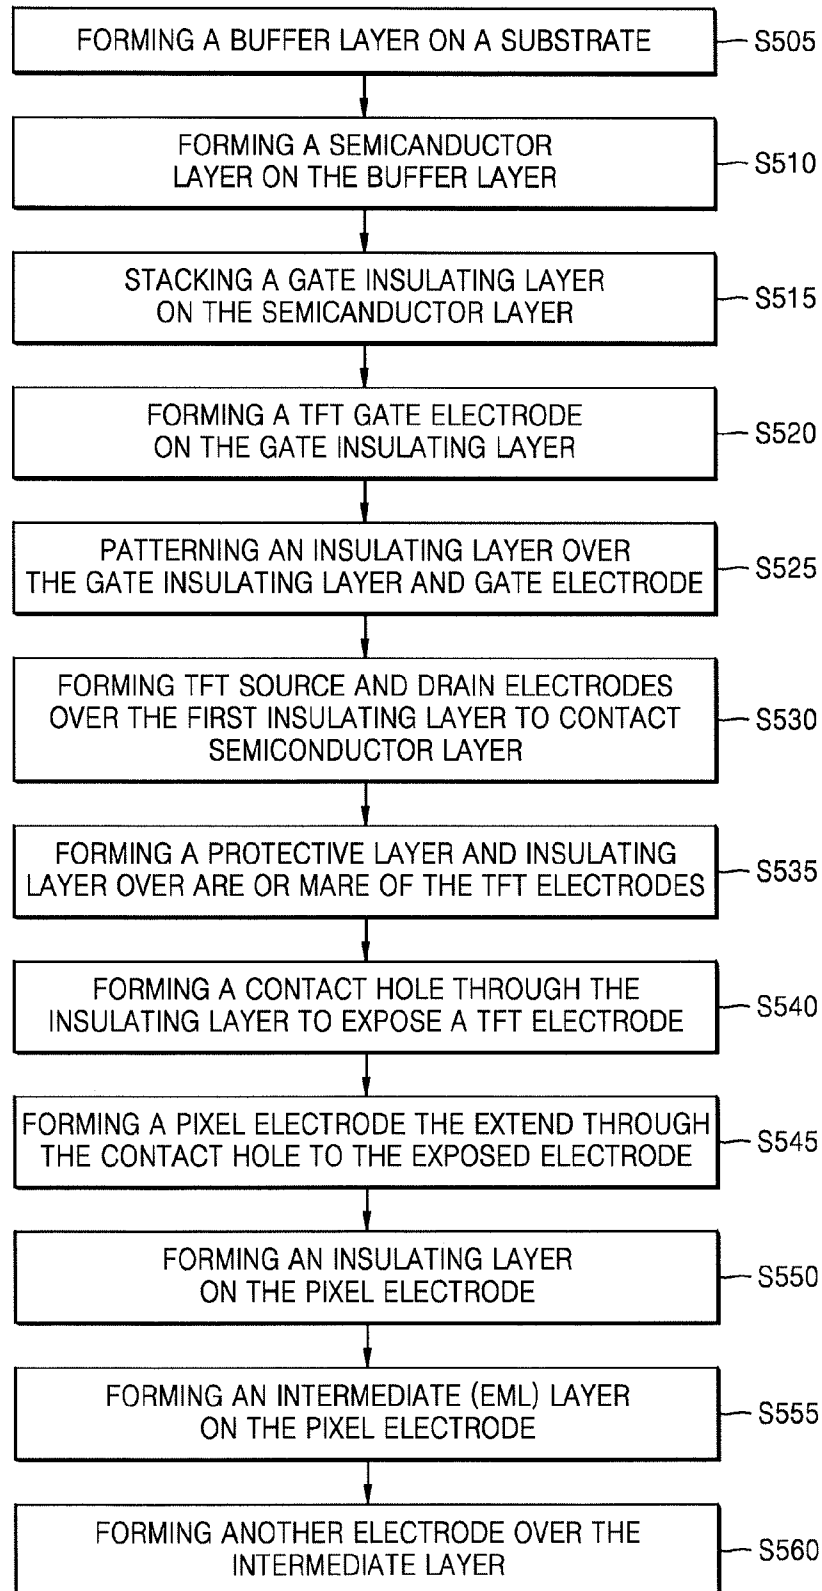 FORMING A BUFFER LAYER ON A SUBSTRATE
S505
FORMING A SEMICANDUCTOR
LAYER ON THE BUFFER LAYER
S510
STACKING A GATE INSULATING LAYER
ON THE SEMICANDUCTOR LAYER
S515
FORMING A TFT GATE ELECTRODE
ON THE GATE INSULATING LAYER
S520
PATTERNING AN INSULATING LAYER OVER
THE GATE INSULATING LAYER AND GATE ELECTRODE
S525
FORMING TFT SOURCE AND DRAIN ELECTRODES
OVER THE FIRST INSULATING LAYER TO CONTACT
SEMICONDUCTOR LAYER
S530
FORMING A PROTECTIVE LAYER AND INSULATING
LAYER OVER ARE OR MARE OF THE TFT ELECTRODES
S535
FORMING A CONTACT HOLE THROUGH THE
INSULATING LAYER TO EXPOSE A TFT ELECTRODE
S540
FORMING A PIXEL ELECTRODE THE EXTEND THROUGH
THE CONTACT HOLE TO THE EXPOSED ELECTRODE
S545
FORMING AN INSULATING LAYER
ON THE PIXEL ELECTRODE
S550
FORMING AN INTERMEDIATE (EML) LAYER
ON THE PIXEL ELECTRODE
S555
FORMING ANOTHER ELECTRODE OVER THE
INTERMEDIATE LAYER
S560